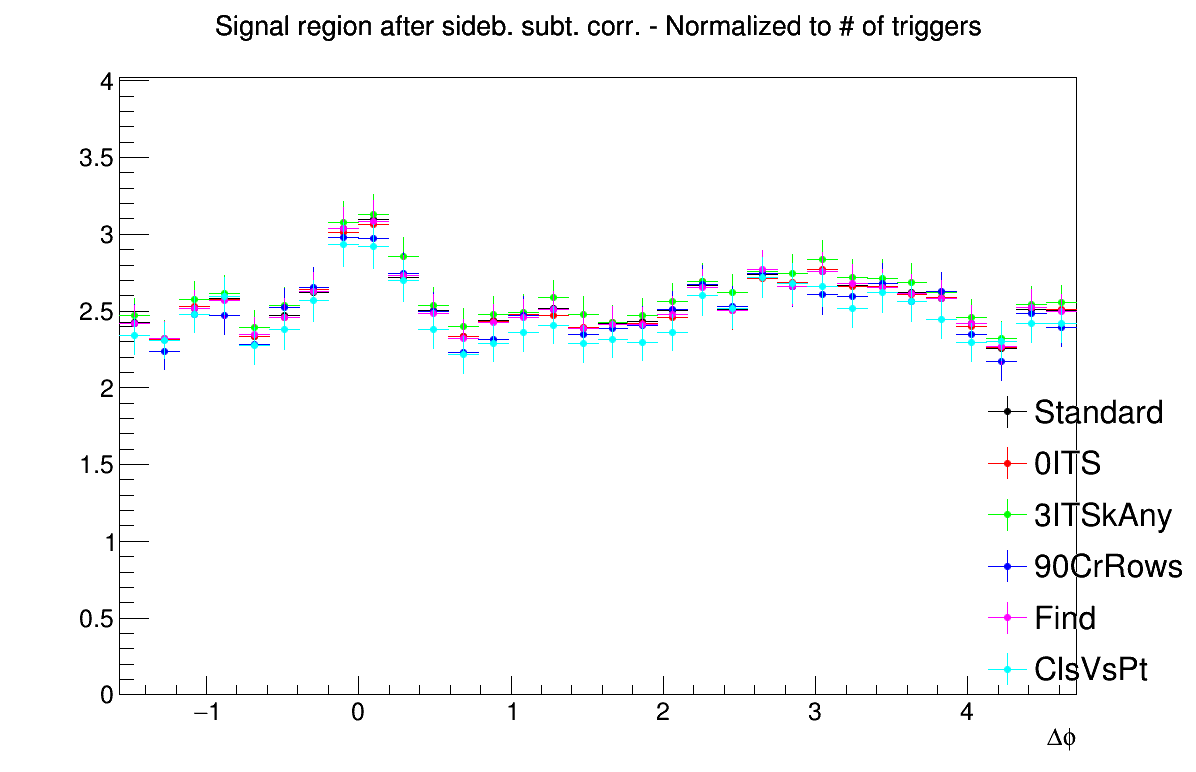 Signal region after sideb. subt. corr. - Normalized to # of triggers
4
3.5
3
2.5
2
1.5
1
0.5
0
−1 0 1 2 3 4
Δϕ
Standard
0ITS
3ITSkAny
90CrRows
Find
ClsVsPt